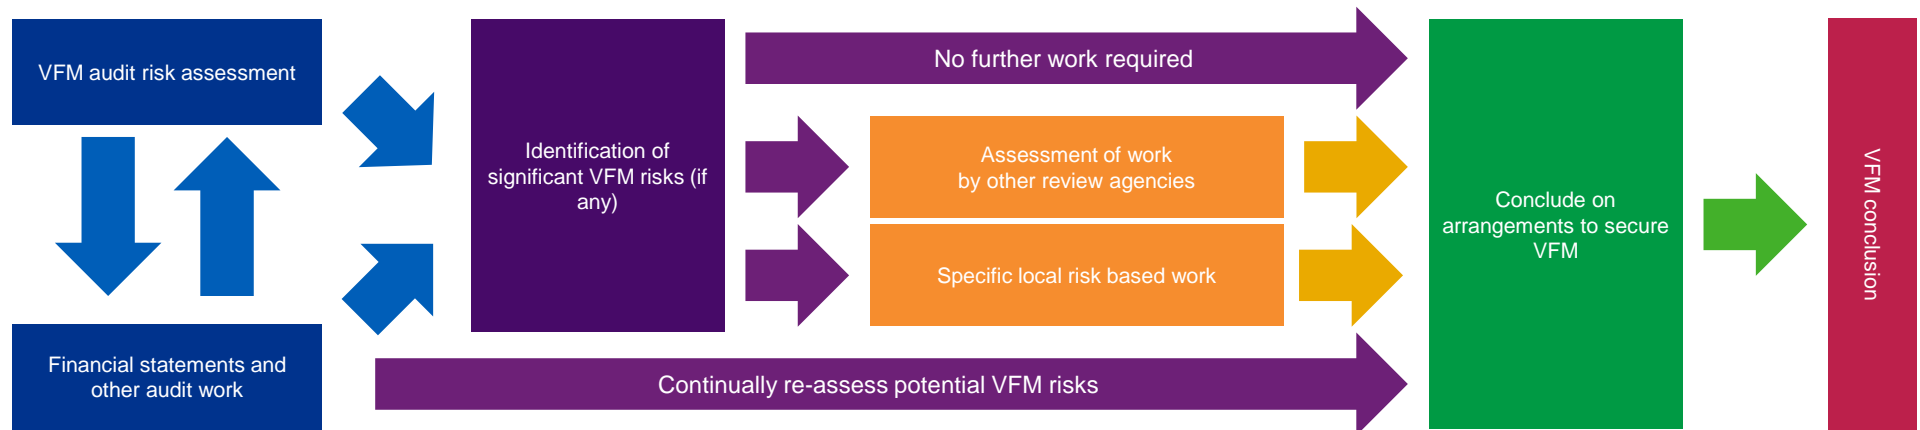 VFM audit risk assessment
Financial statements and
other audit work
Identification of
significant VFM risks (if
any)
No further work required
Assessment of work
by other review agencies
Specific local risk based work
Continually re-assess potential VFM risks
Conclude on
arrangements to secure
VFM
VFM conclusion